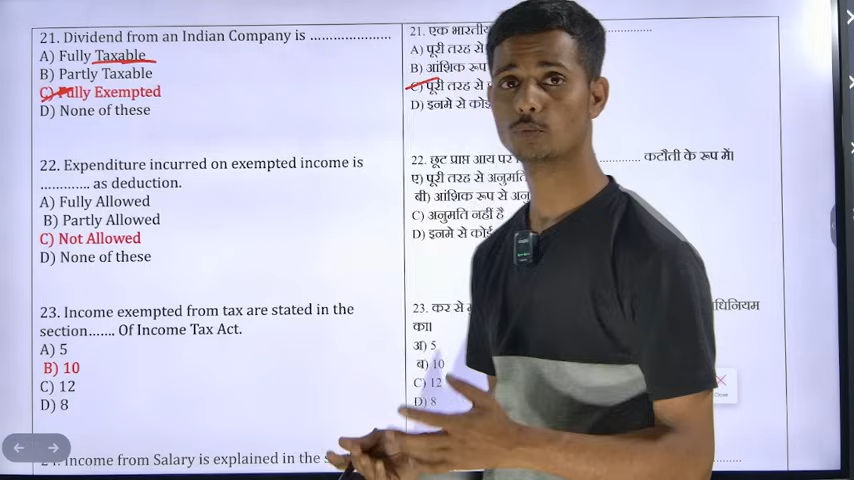 21. Dividend from an Indian Company is .....................
A) Fully Taxable
B) Partly Taxable
C) Fully Exempted
D) None of these
22. Expenditure incurred on exempted income is
............. as deduction.
A) Fully Allowed
B) Partly Allowed
C) Not Allowed
D) None of these
23. Income exempted from tax are stated in the
section....... Of Income Tax Act.
A) 5
B) 10
C) 12
D) 8
24. Income from Salary is explained in the
21. एक भारतीय
A) पूरी तरह से
B) आंशिक रूप
C) पूरी तरह से
D) इनमे से कोई
22. छूट प्राप्त आय पर ............. कटौती के रूप में।
ए) पूरी तरह से अनुमति
बी) आंशिक रूप से
C) अनुमति नहीं है
D) इनमे से कोई
23. कर से
का।
अ) 5
ब) 10
C) 12
D) 8